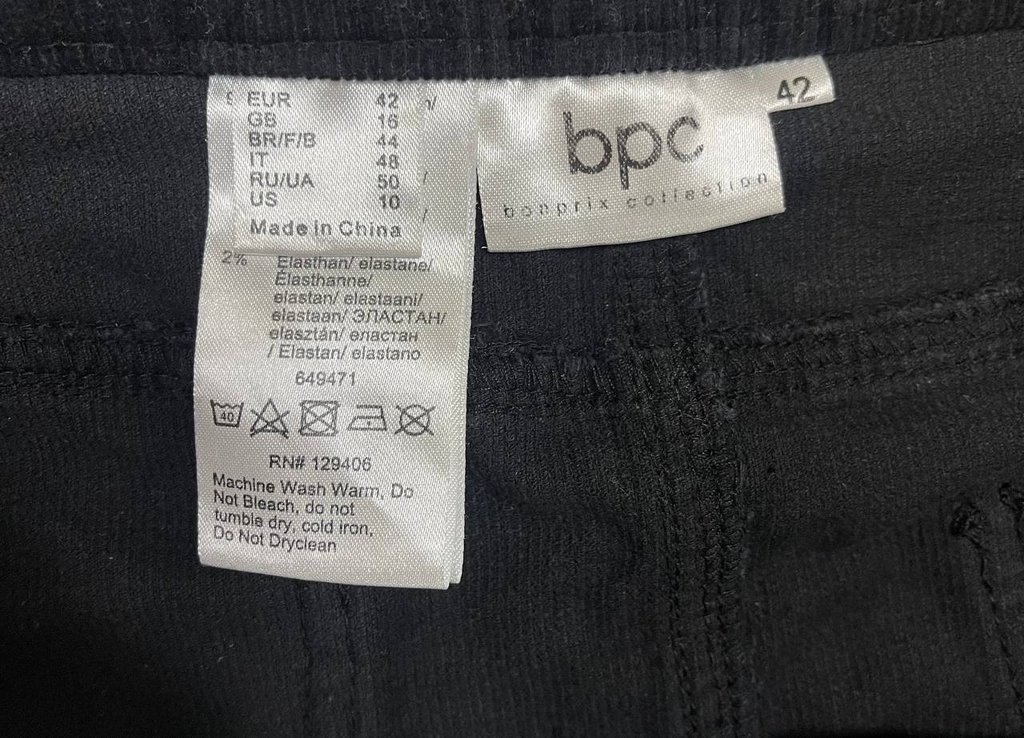 EUR 42
GB 16
BR/F/B 44
IT 48
RU/UA 50
US 10
Made in China
2% Elasthan/ elastane/
Élasthanne/
elastan/ elastaani/
elastaan/ ЭЛАСТАН/
elasztán/ еластан
/ Elastan/ elastano
649471
40
RN# 129406
Machine Wash Warm, Do
Not Bleach, do not
tumble dry, cold iron,
Do Not Dryclean
42
bpc
bonprix collection